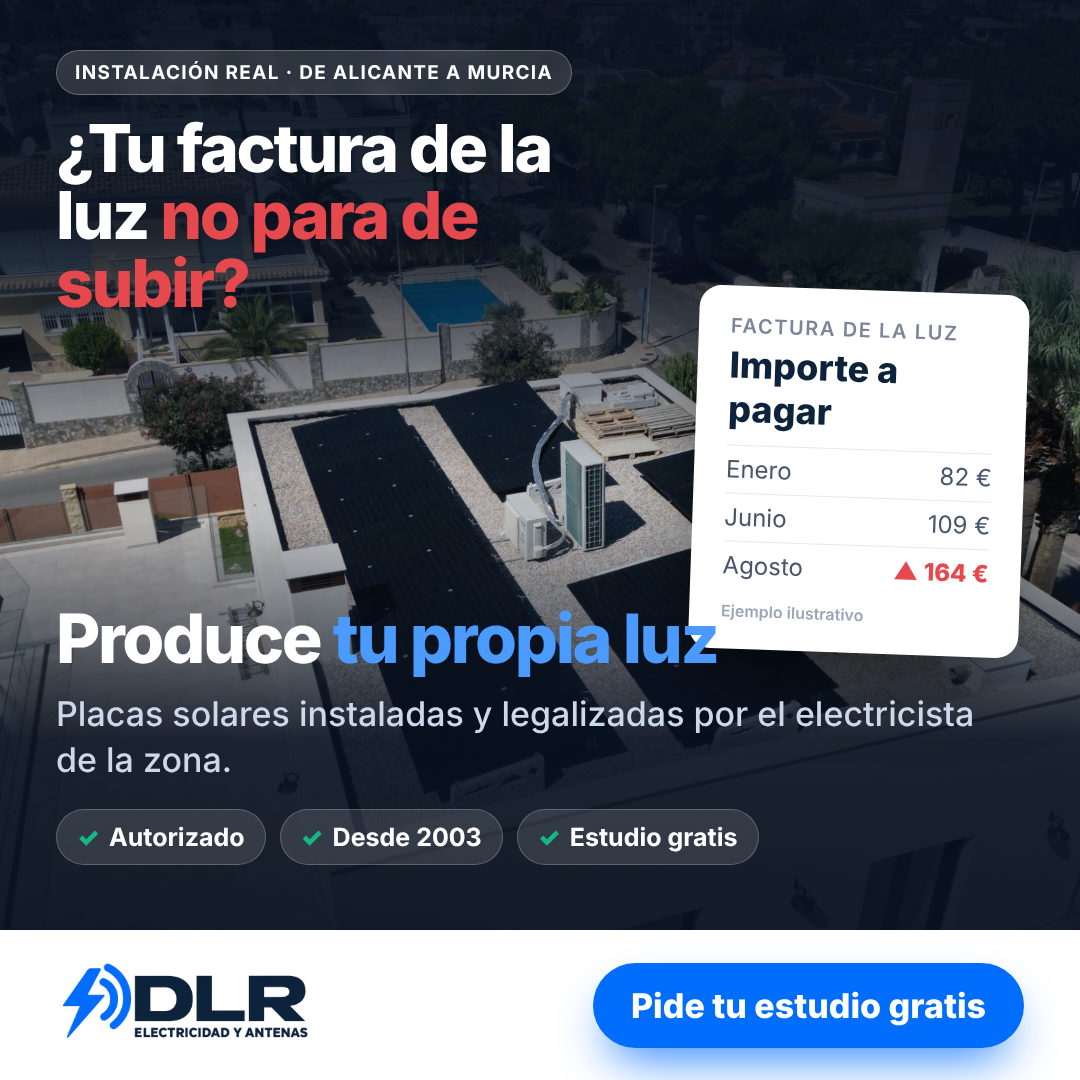 INSTALACIÓN REAL · DE ALICANTE A MURCIA
¿Tu factura de la
luz no para de
subir?
FACTURA DE LA LUZ
Importe a
pagar
Enero 82 €
Junio 109 €
Agosto ▲ 164 €
Ejemplo ilustrativo
Produce tu propia luz
Placas solares instaladas y legalizadas por el electricista
de la zona.
✓ Autorizado ✓ Desde 2003 ✓ Estudio gratis
DLR
ELECTRICIDAD Y ANTENAS
Pide tu estudio gratis